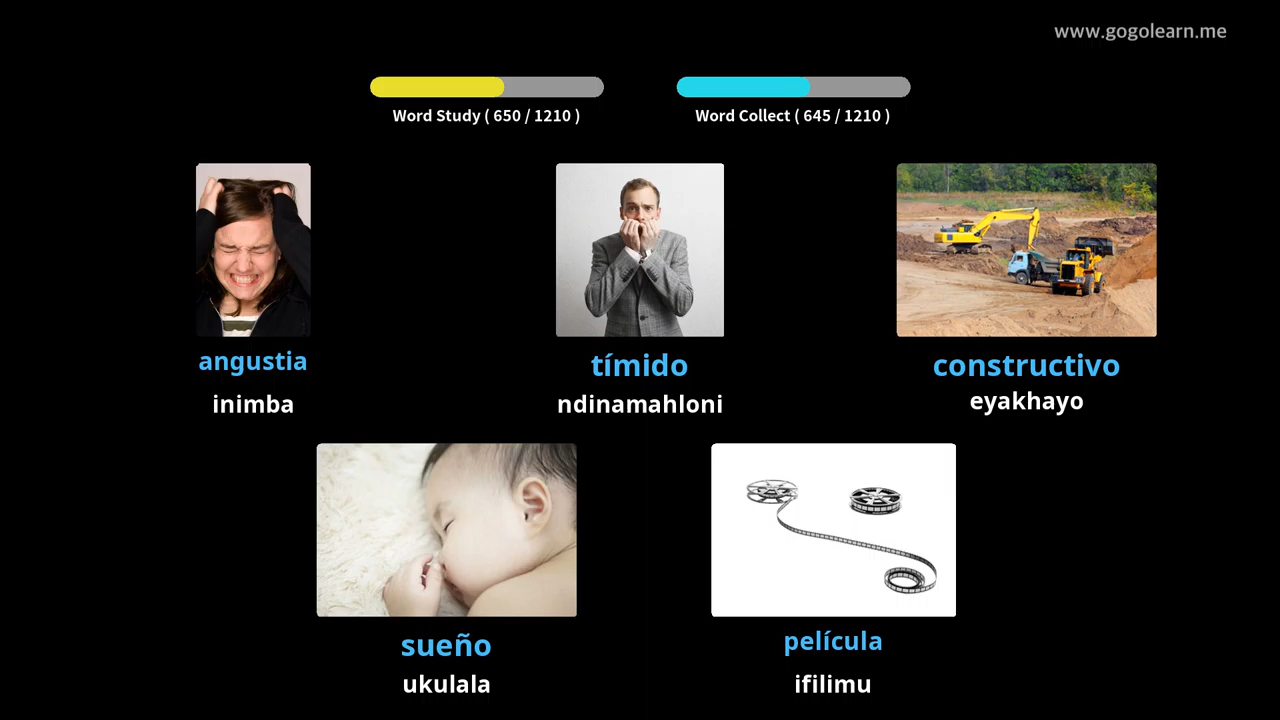 www.gogolearn.me
Word Study ( 650 / 1210 )
Word Collect ( 645 / 1210 )
angustia
inimba
tímido
ndinamahloni
constructivo
eyakhayo
sueño
ukulala
película
ifilimu